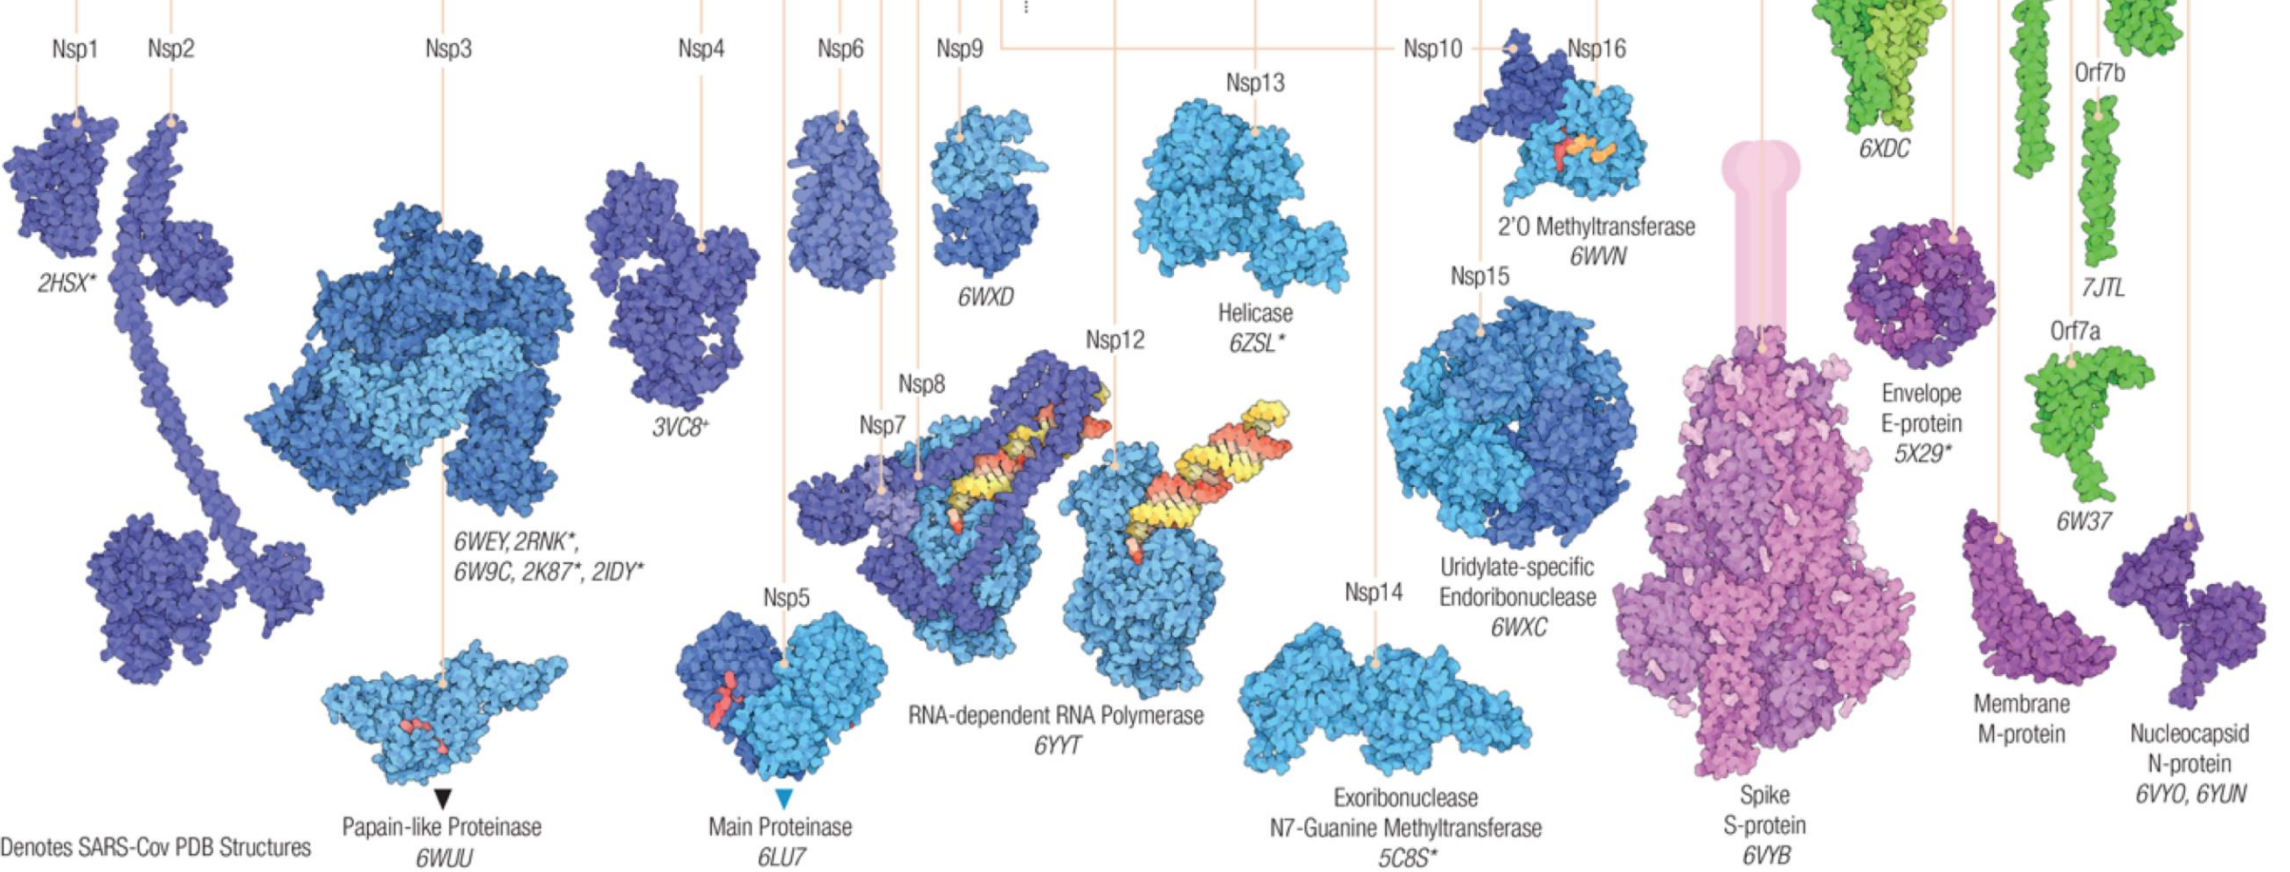 Nsp1
Nsp2
Nsp3
Nsp4
Nsp6
Nsp9
Nsp10
Nsp16
Nsp13
Orf7b
6XDC
2'O Methyltransferase
6WVN
2HSX*
6WXD
Helicase
6ZSL*
Nsp15
7JTL
Orf7a
Nsp12
Nsp8
Nsp7
3VC8+
Envelope
E-protein
5X29*
6W37
6WEY, 2RNK*,
6W9C, 2K87*, 2IDY*
Uridylate-specific
Endoribonuclease
6WXC
Nsp5
Nsp14
RNA-dependent RNA Polymerase
6YYT
Membrane
M-protein
Nucleocapsid
N-protein
6VYO, 6YUN
Denotes SARS-Cov PDB Structures
Papain-like Proteinase
6WUU
Main Proteinase
6LU7
Exoribonuclease
N7-Guanine Methyltransferase
5C8S*
Spike
S-protein
6VYB